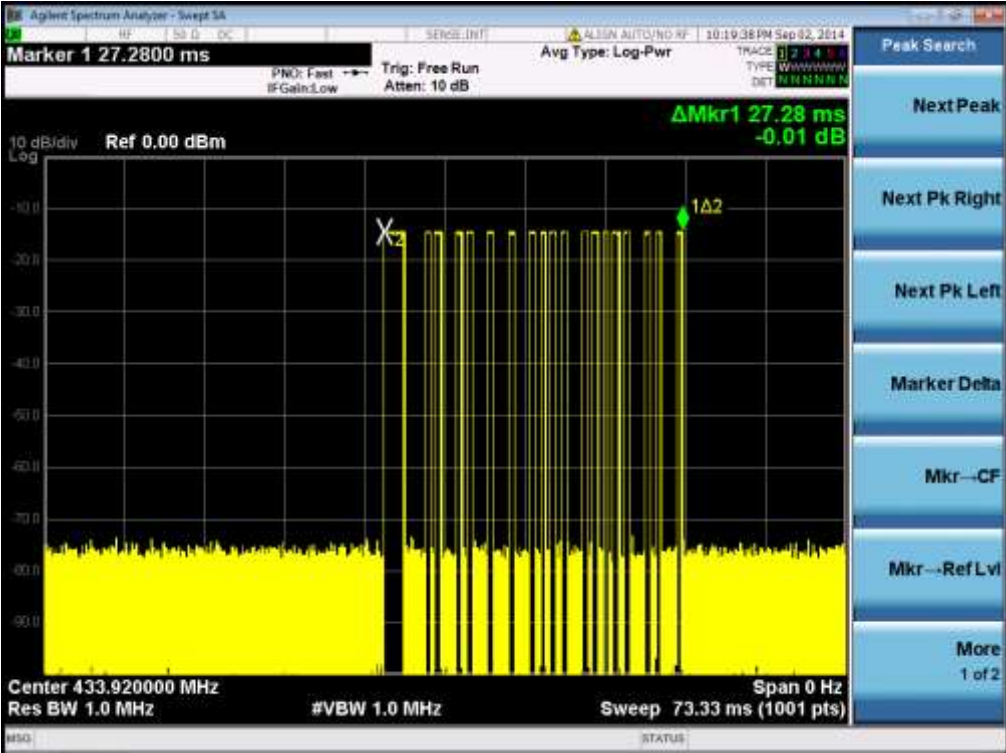 Agilent Spectrum Analyzer - Swept SA
RF 50 Ω DC SENSE:INT ALIGN AUTO/NO RF 10:19:38 PM Sep 02, 2014
Marker 1 27.2800 ms
PNO: Fast
IFGain:Low
Trig: Free Run
Atten: 10 dB
Avg Type: Log-Pwr
TRACE 1 2 3 4 5 6
TYPE WWWWWW
DET N N N N N N
Peak Search
ΔMkr1 27.28 ms
-0.01 dB
10 dB/div Ref 0.00 dBm
Log
-10.0
-20.0
-30.0
-40.0
-50.0
-60.0
-70.0
-80.0
-90.0
X2
1Δ2
Center 433.920000 MHz
Span 0 Hz
Res BW 1.0 MHz
#VBW 1.0 MHz
Sweep 73.33 ms (1001 pts)
MSG
STATUS
Next Peak
Next Pk Right
Next Pk Left
Marker Delta
Mkr→CF
Mkr→Ref Lvl
More
1 of 2